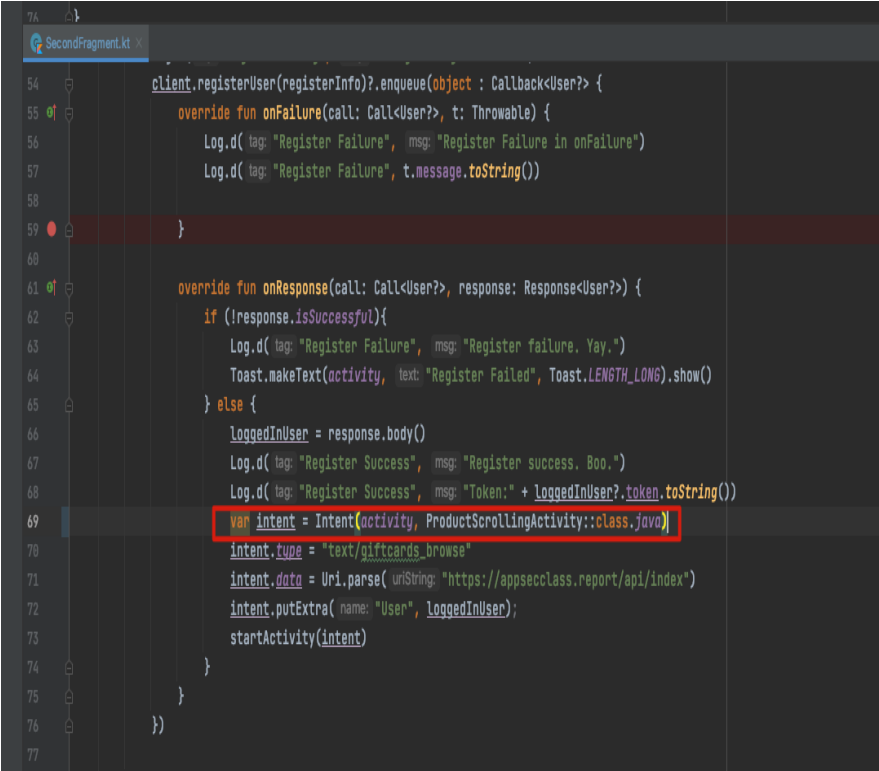 76 }
SecondFragment.kt ×
54 client.registerUser(registerInfo)?.enqueue(object : Callback<User?> {
55 override fun onFailure(call: Call<User?>, t: Throwable) {
56 Log.d( tag: "Register Failure", msg: "Register Failure in onFailure")
57 Log.d( tag: "Register Failure", t.message.toString())
58
59 }
60
61 override fun onResponse(call: Call<User?>, response: Response<User?>) {
62 if (!response.isSuccessful){
63 Log.d( tag: "Register Failure", msg: "Register failure. Yay.")
64 Toast.makeText(activity, text: "Register Failed", Toast.LENGTH_LONG).show()
65 } else {
66 loggedInUser = response.body()
67 Log.d( tag: "Register Success", msg: "Register success. Boo.")
68 Log.d( tag: "Register Success", msg: "Token:" + loggedInUser?.token.toString())
69 var intent = Intent(activity, ProductScrollingActivity::class.java)
70 intent.type = "text/giftcards_browse"
71 intent.data = Uri.parse( uriString: "https://appsecclass.report/api/index")
72 intent.putExtra( name: "User", loggedInUser);
73 startActivity(intent)
74 }
75 }
76 })
77